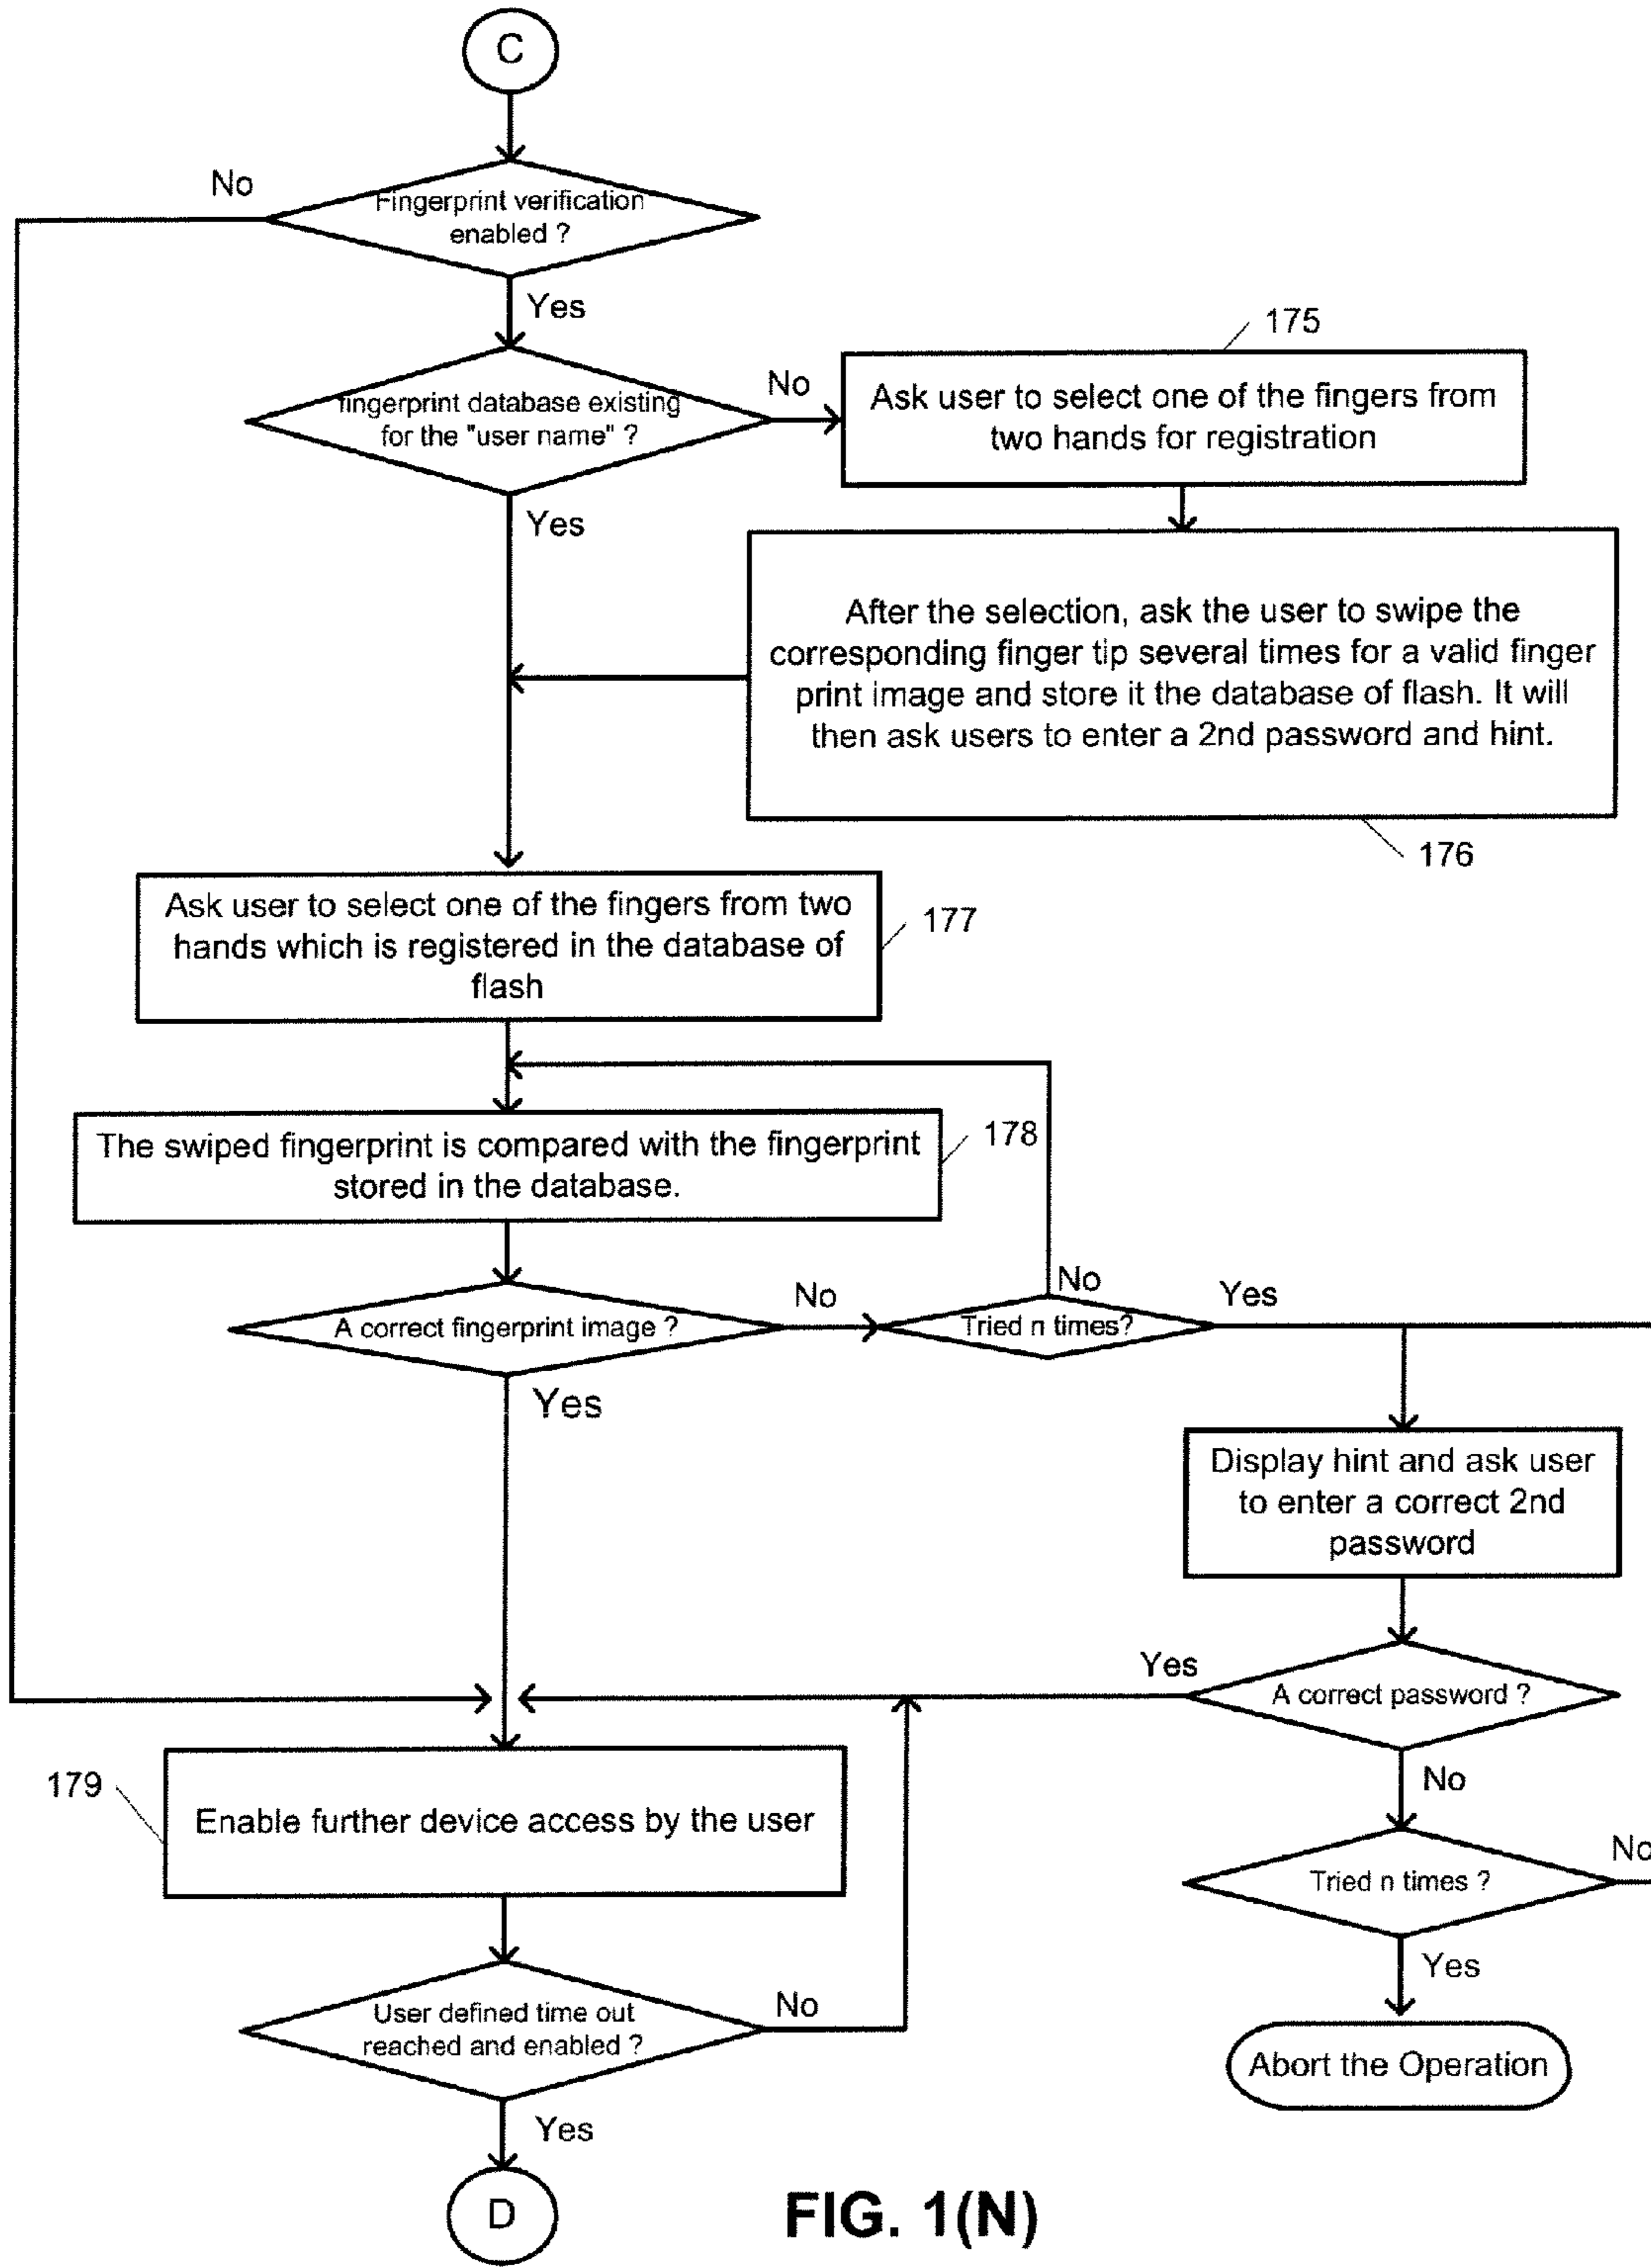 C
No
Fingerprint verification
enabled ?
Yes
175
fingerprint database existing
for the "user name" ?
No
Ask user to select one of the fingers from
two hands for registration
Yes
After the selection, ask the user to swipe the
corresponding finger tip several times for a valid finger
print image and store it the database of flash. It will
then ask users to enter a 2nd password and hint.
176
Ask user to select one of the fingers from two
hands which is registered in the database of
flash
177
The swiped fingerprint is compared with the fingerprint
stored in the database.
178
A correct fingerprint image ?
No
Tried n times?
No
Yes
Yes
Display hint and ask user
to enter a correct 2nd
password
Yes
A correct password ?
No
179
Enable further device access by the user
Tried n times ?
No
Yes
User defined time out
reached and enabled ?
No
Abort the Operation
Yes
D
FIG. 1(N)